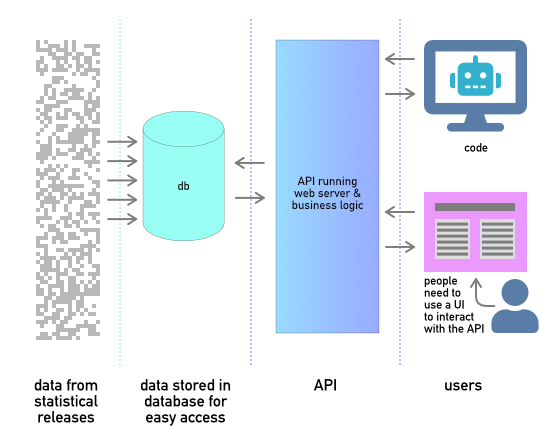 code
db
API running
web server &
business logic
people
need to
use a UI
to interact
with the API
data from
statistical
releases
data stored in
database for
easy access
API
users